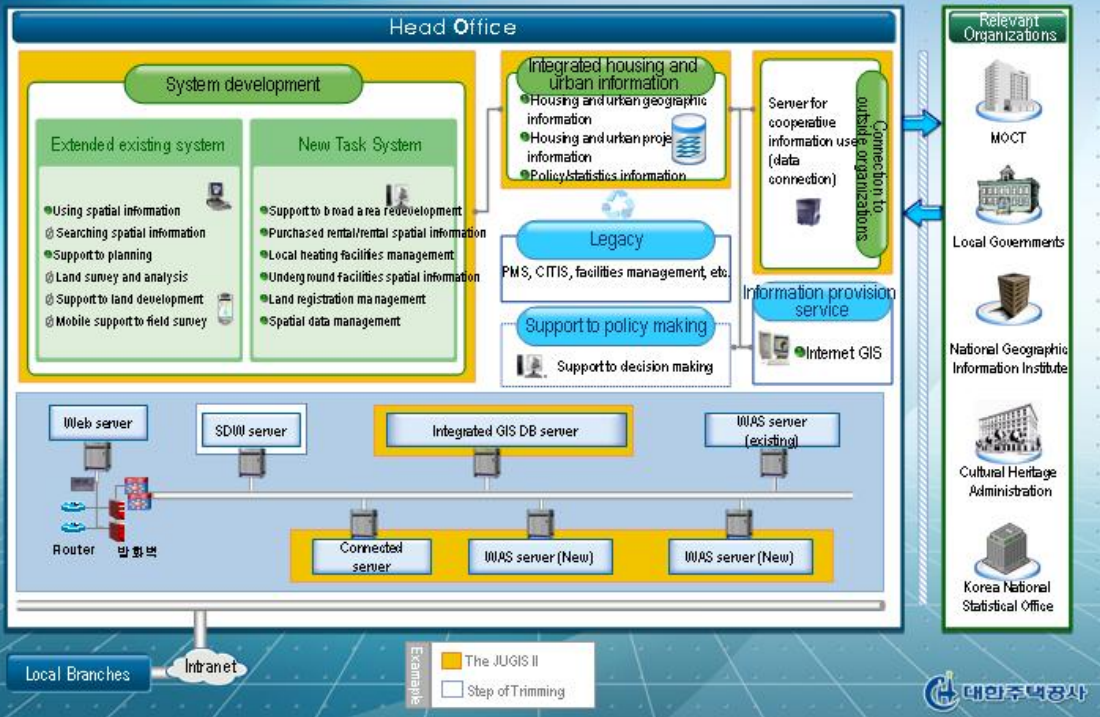 Head Office
System development
Extended existing system
Using spatial information
Searching spatial information
Support to planning
Land survey and analysis
Support to land development
Mobile support to field survey
New Task System
Support to broad area redevelopment
Purchased rental/rental spatial information
Local heating facilities management
Underground facilities spatial information
Land registration management
Spatial data management
Integrated housing and
urban information
Housing and urban geographic
information
Housing and urban proje
information
Policy/statistics information
Legacy
PMS, CITIS, facilities management, etc.
Support to policy making
Support to decision making
Server for
cooperative
information use
(data
connection)
Connection to
outside organizations
Information provision
service
Internet GIS
Web server
SDW server
Integrated GIS DB server
WAS server
(existing)
Router
방화벽
Connected
server
WAS server (New)
WAS server (New)
Local Branches
Intranet
Examaple
The JUGIS II
Step of Trimming
Relevant
Organizations
MOCT
Local Governments
National Geographic
Information Institute
Cultural Heritage
Administration
Korea National
Statistical Office
대한주택공사